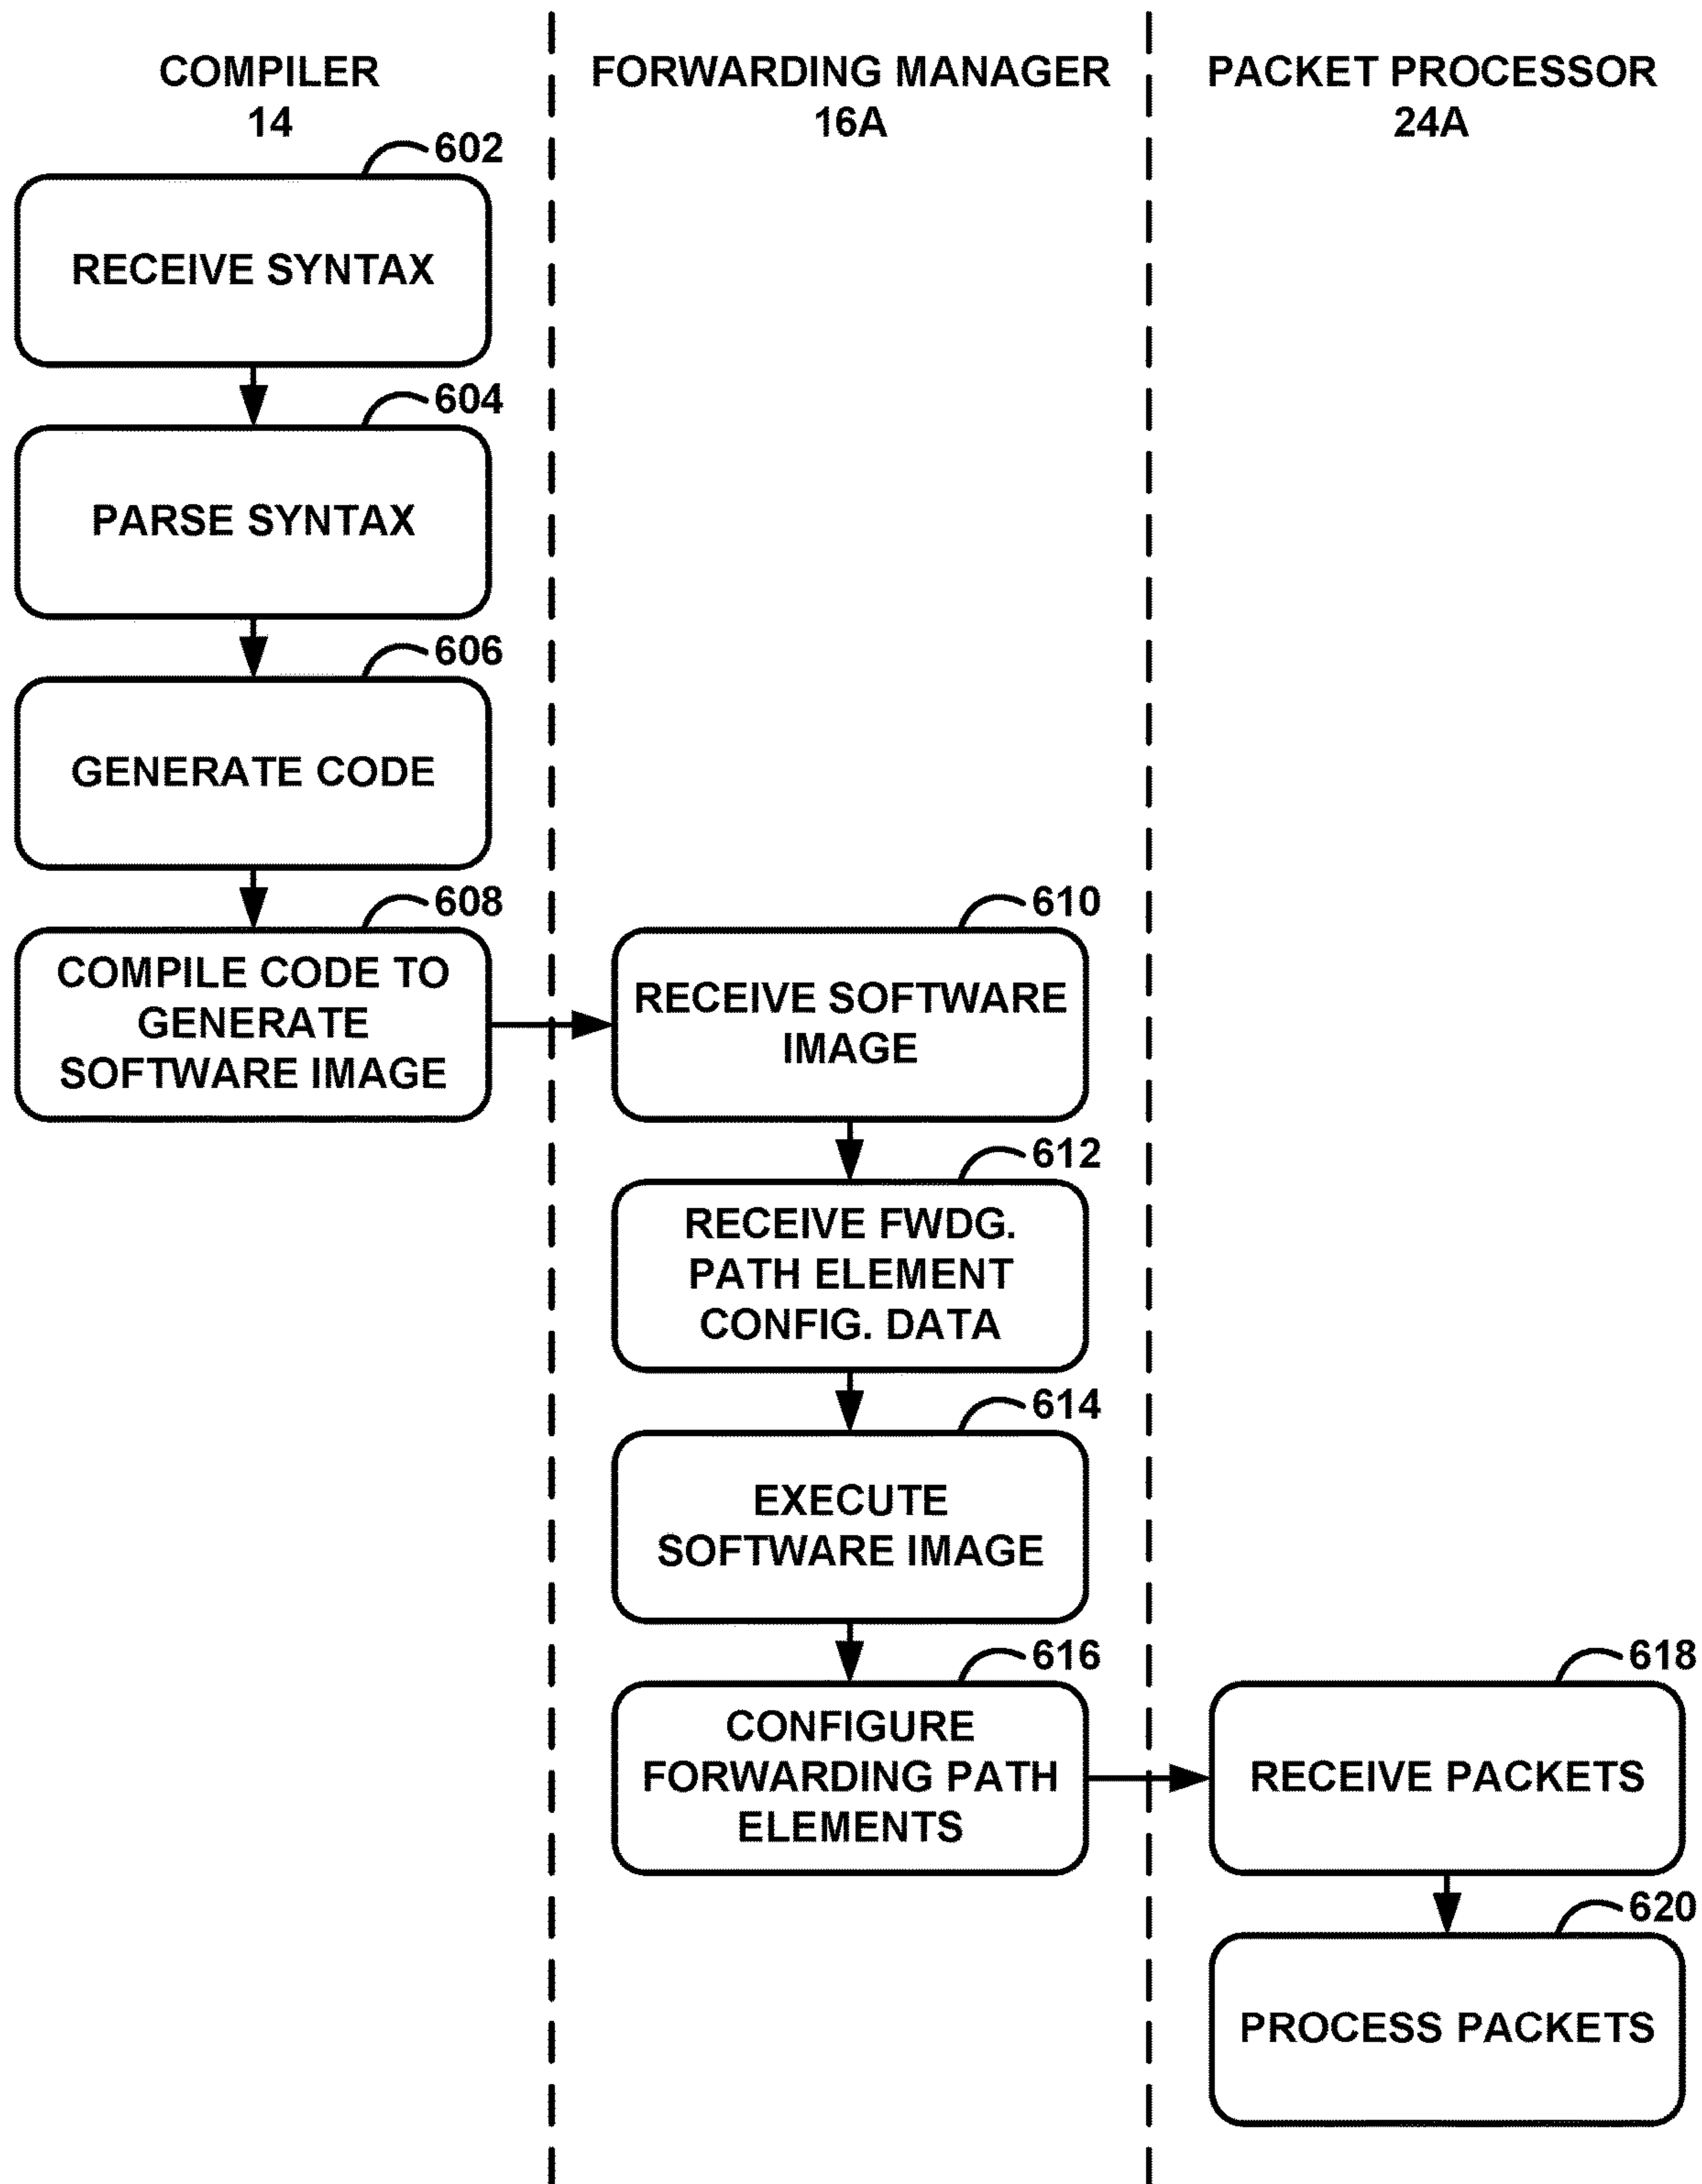 COMPILER
14
FORWARDING MANAGER
16A
PACKET PROCESSOR
24A
602
RECEIVE SYNTAX
604
PARSE SYNTAX
606
GENERATE CODE
608
COMPILE CODE TO
GENERATE
SOFTWARE IMAGE
610
RECEIVE SOFTWARE
IMAGE
612
RECEIVE FWDG.
PATH ELEMENT
CONFIG. DATA
614
EXECUTE
SOFTWARE IMAGE
616
CONFIGURE
FORWARDING PATH
ELEMENTS
618
RECEIVE PACKETS
620
PROCESS PACKETS